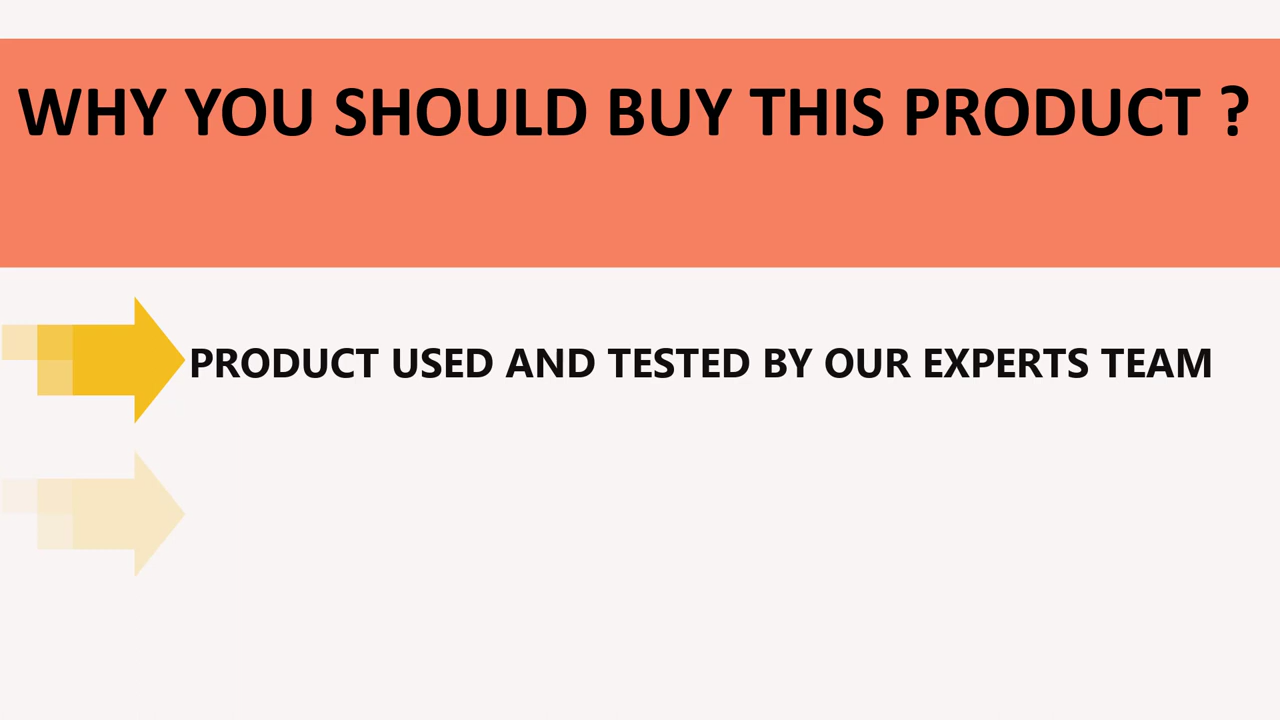 WHY YOU SHOULD BUY THIS PRODUCT ?
PRODUCT USED AND TESTED BY OUR EXPERTS TEAM